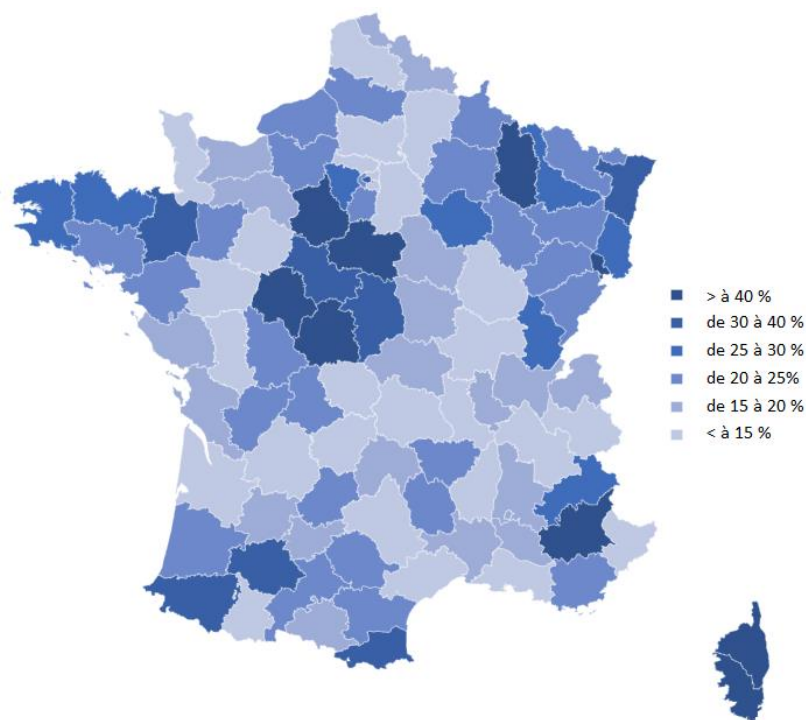 > à 40 %
de 30 à 40 %
de 25 à 30 %
de 20 à 25%
de 15 à 20 %
< à 15 %